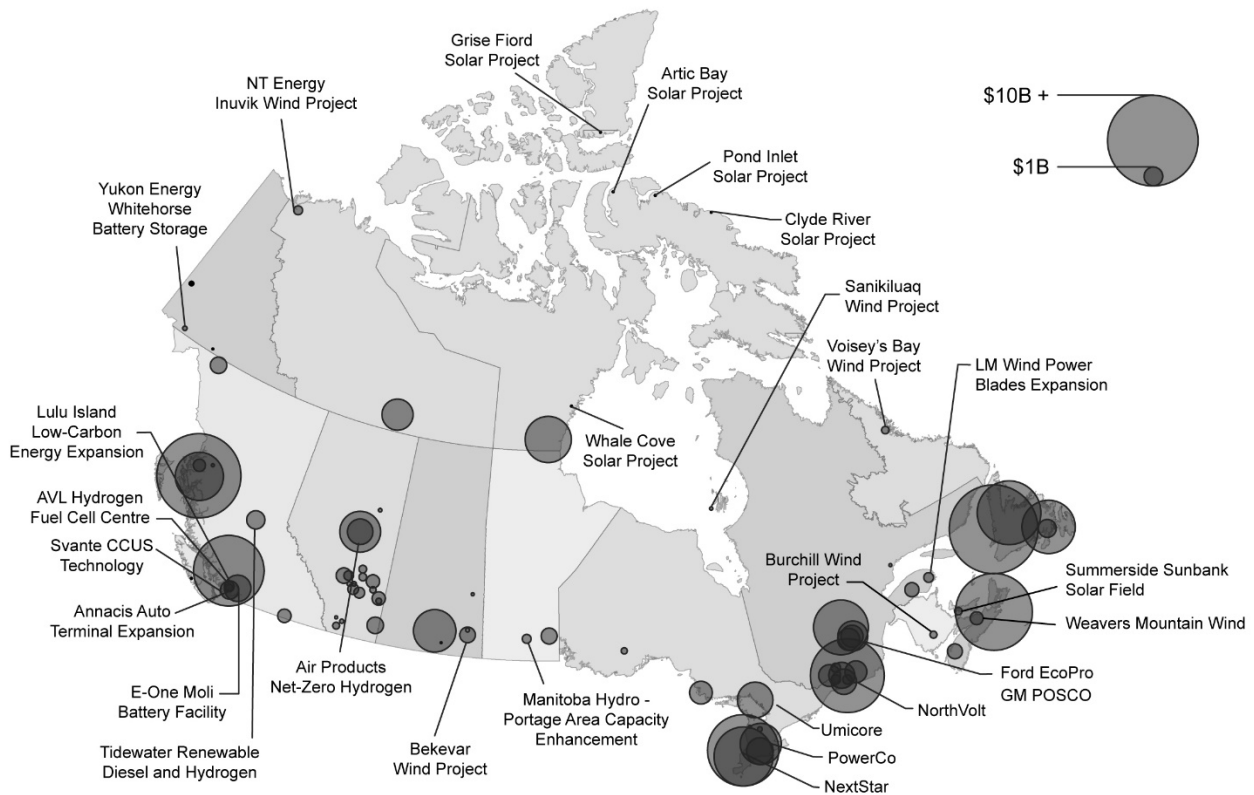 Grise Fiord
Solar Project
NT Energy
Inuvik Wind Project
Artic Bay
Solar Project
$10B +
$1B
Pond Inlet
Solar Project
Yukon Energy
Whitehorse
Battery Storage
Clyde River
Solar Project
Sanikiluaq
Wind Project
Voisey's Bay
Wind Project
LM Wind Power
Blades Expansion
Lulu Island
Low-Carbon
Energy Expansion
Whale Cove
Solar Project
AVL Hydrogen
Fuel Cell Centre
Svante CCUS
Technology
Burchill Wind
Project
Summerside Sunbank
Solar Field
Annacis Auto
Terminal Expansion
Weavers Mountain Wind
Air Products
Net-Zero Hydrogen
Ford EcoPro
GM POSCO
E-One Moli
Battery Facility
Manitoba Hydro -
Portage Area Capacity
Enhancement
NorthVolt
Umicore
Tidewater Renewable
Diesel and Hydrogen
Bekevar
Wind Project
PowerCo
NextStar